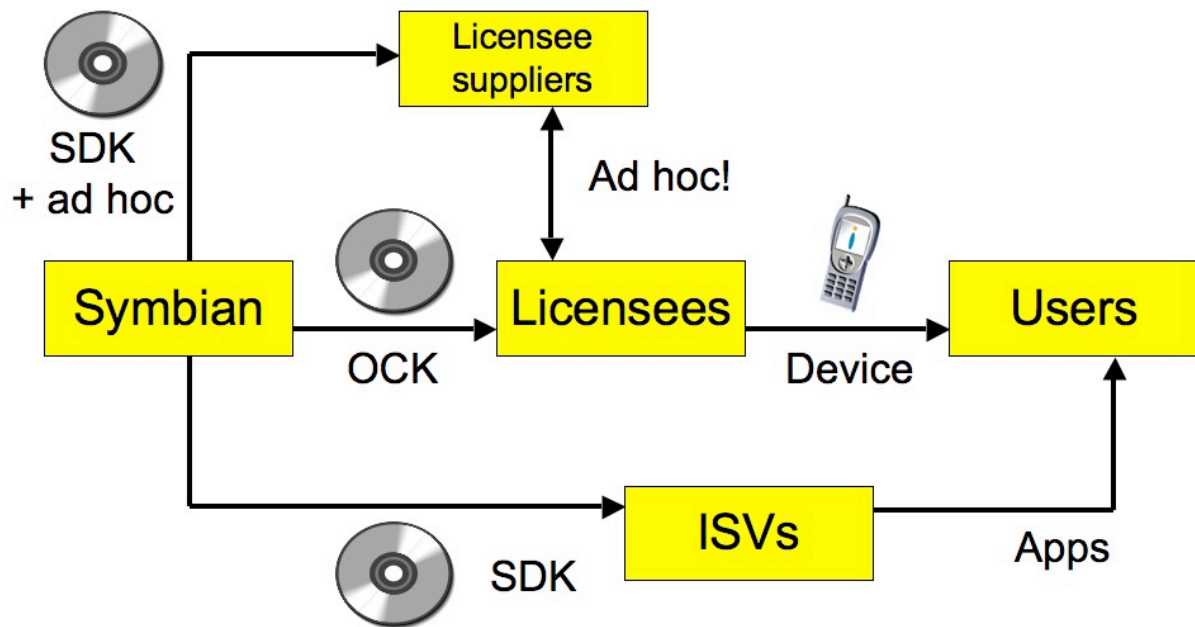 Licensee
suppliers
SDK
+ ad hoc
Ad hoc!
Symbian
OCK
Licensees
Device
Users
ISVs
SDK
Apps